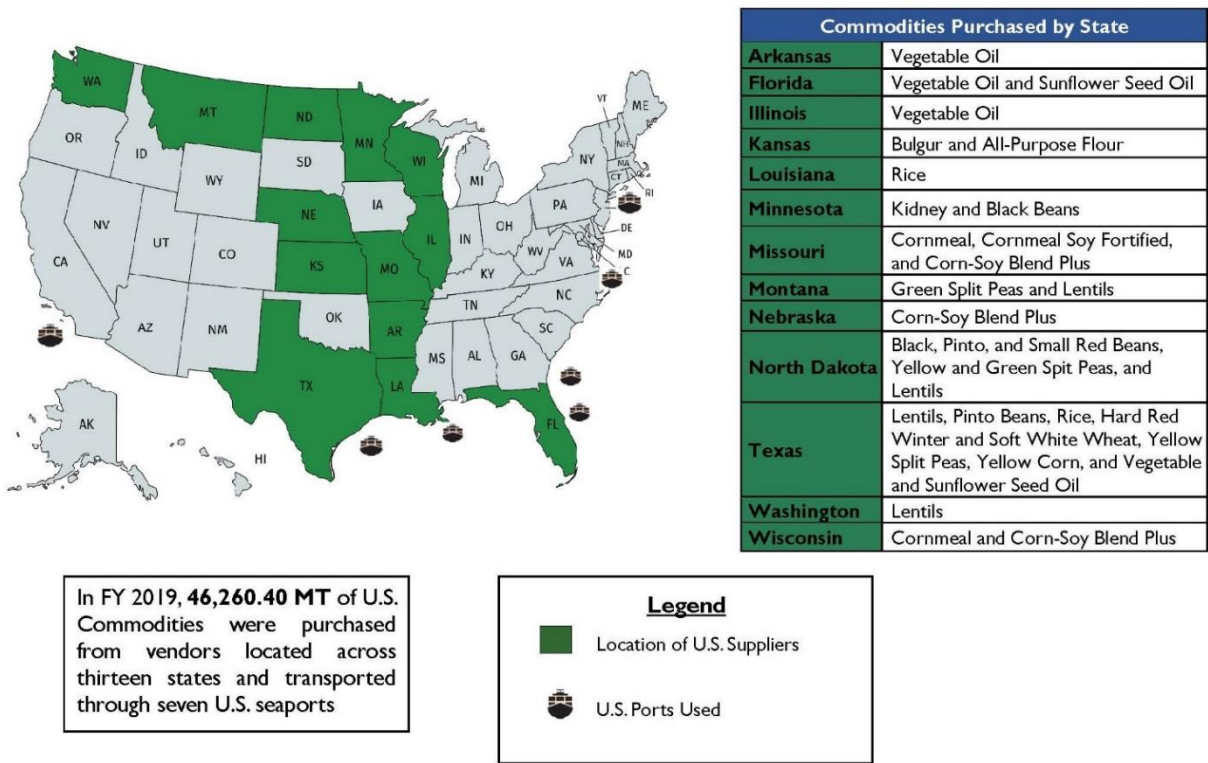 WA
MT
ND
MN
VT
ME
OR
ID
SD
WI
NY
NH
MA
WY
MI
CT
RI
IA
PA
NE
NV
IL
IN
OH
DE
UT
CO
WV
MD
CA
KS
MO
KY
VA
C
NC
TN
AZ
NM
OK
AR
SC
MS
AL
GA
TX
LA
AK
FL
HI
Commodities Purchased by State
Arkansas Vegetable Oil
Florida Vegetable Oil and Sunflower Seed Oil
Illinois Vegetable Oil
Kansas Bulgur and All-Purpose Flour
Louisiana Rice
Minnesota Kidney and Black Beans
Missouri Cornmeal, Cornmeal Soy Fortified,
and Corn-Soy Blend Plus
Montana Green Split Peas and Lentils
Nebraska Corn-Soy Blend Plus
North Dakota Black, Pinto, and Small Red Beans,
Yellow and Green Spit Peas, and
Lentils
Texas Lentils, Pinto Beans, Rice, Hard Red
Winter and Soft White Wheat, Yellow
Split Peas, Yellow Corn, and Vegetable
and Sunflower Seed Oil
Washington Lentils
Wisconsin Cornmeal and Corn-Soy Blend Plus
In FY 2019, 46,260.40 MT of U.S.
Commodities were purchased
from vendors located across
thirteen states and transported
through seven U.S. seaports
Legend
Location of U.S. Suppliers
U.S. Ports Used